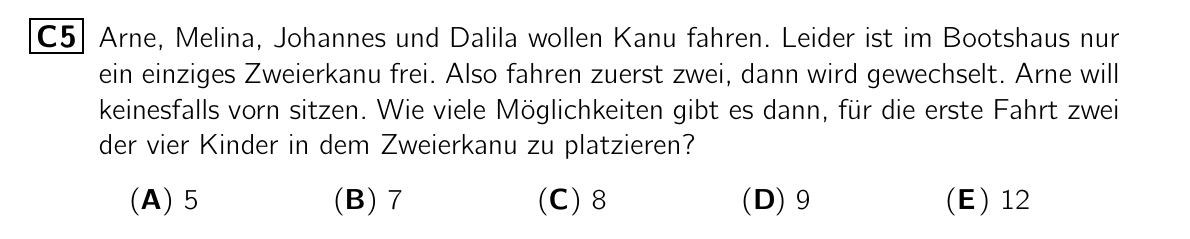 C5 Arne, Melina, Johannes und Dalila wollen Kanu fahren. Leider ist im Bootshaus nur
ein einziges Zweierkanu frei. Also fahren zuerst zwei, dann wird gewechselt. Arne will
keinesfalls vorn sitzen. Wie viele Möglichkeiten gibt es dann, für die erste Fahrt zwei
der vier Kinder in dem Zweierkanu zu platzieren?
(A) 5 (B) 7 (C) 8 (D) 9 (E) 12